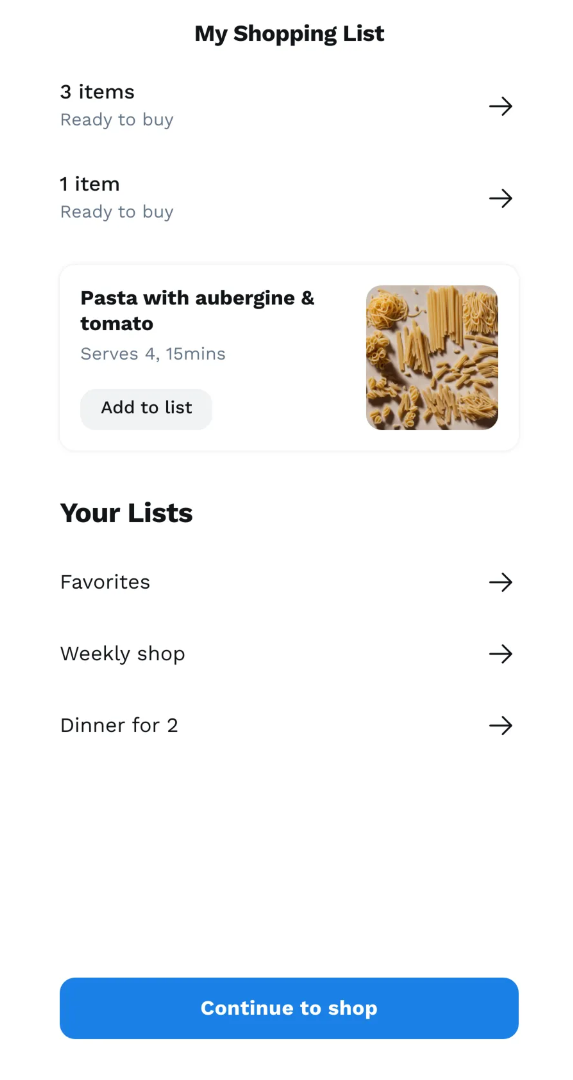 My Shopping List
3 items
Ready to buy
1 item
Ready to buy
Pasta with aubergine &
tomato
Serves 4, 15mins
Add to list
Your Lists
Favorites
Weekly shop
Dinner for 2
Continue to shop